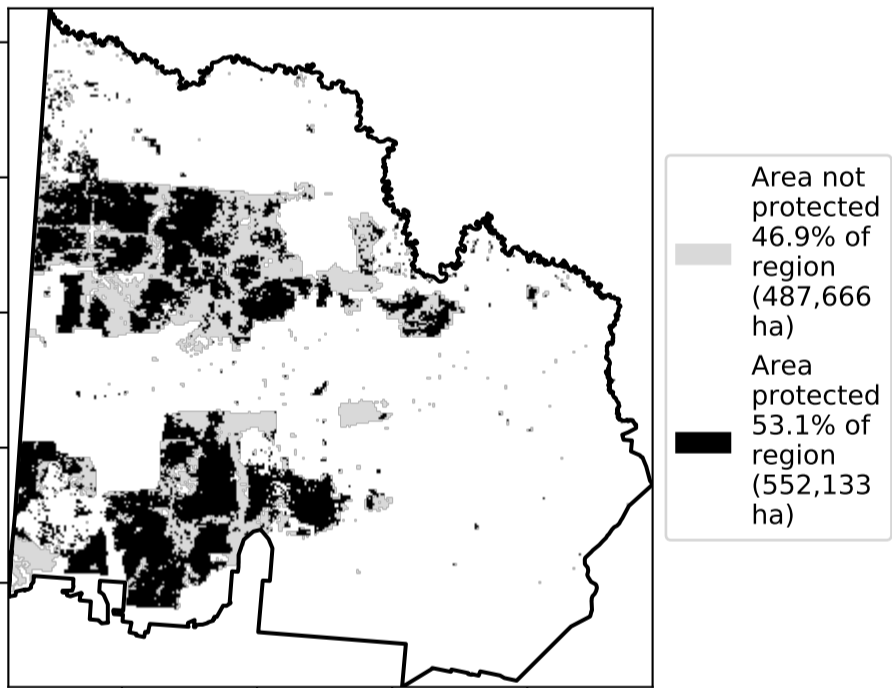 Area not
protected
46.9% of
region
(487,666
ha)
Area
protected
53.1% of
region
(552,133
ha)